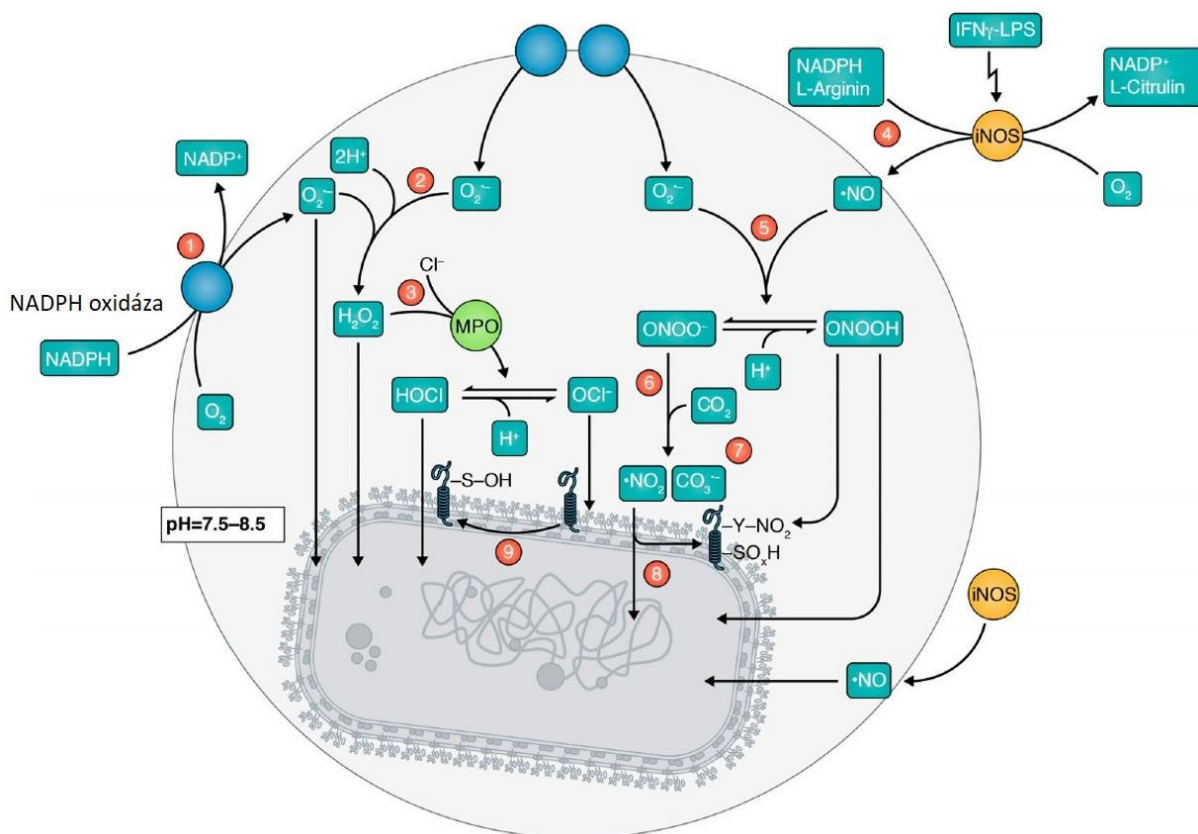 IFNγ-LPS
NADPH
L-Arginin
NADP⁺
L-Citrulin
4
iNOS
O₂
NADP⁺
2H⁺
2
O₂•⁻
O₂•⁻
O₂•⁻
•NO
1
5
NADPH oxidáza
NADPH
O₂
Cl⁻
3
H₂O₂
MPO
ONOO⁻
ONOOH
H⁺
6
CO₂
HOCl
OCl⁻
H⁺
7
•NO₂
CO₃•⁻
–S–OH
–Y–NO₂
–SOₓH
pH=7.5–8.5
9
8
iNOS
•NO